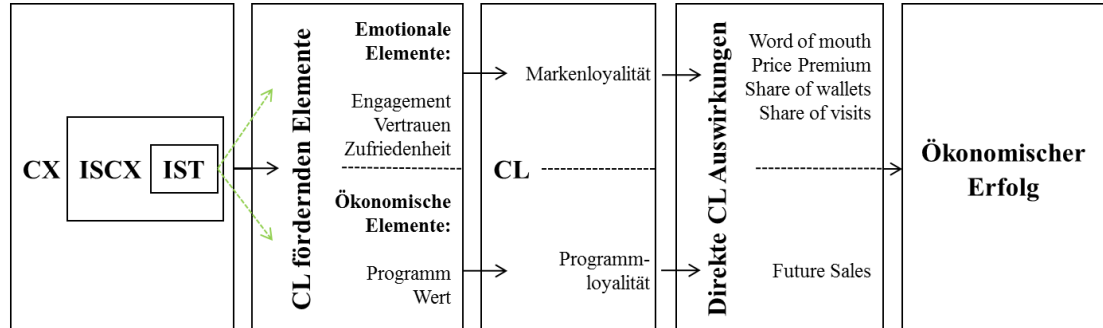 CX
ISCX
IST
CL fördernden Elemente
Emotionale
Elemente:
Engagement
Vertrauen
Zufriedenheit
Ökonomische
Elemente:
Programm
Wert
CL
Markenloyalität
Programm-
loyalität
Direkte CL Auswirkungen
Word of mouth
Price Premium
Share of wallets
Share of visits
Future Sales
Ökonomischer
Erfolg